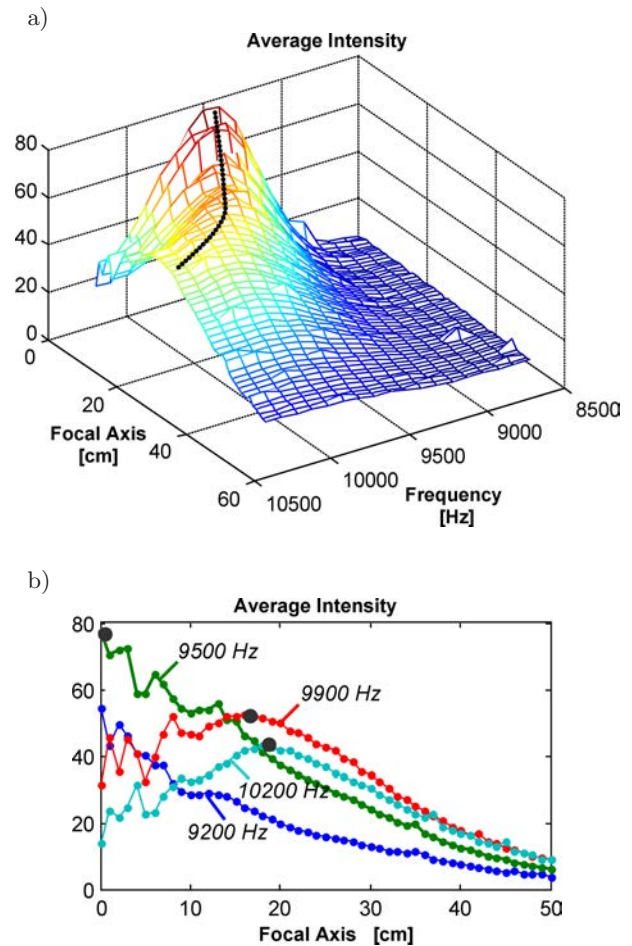 a)
Average Intensity
80
60
40
20
0
0
20
40
60
Focal Axis
[cm]
10500
10000
9500
9000
8500
Frequency
[Hz]
b)
Average Intensity
80
60
40
20
0
9500 Hz
9900 Hz
10200 Hz
9200 Hz
0
10
20
30
40
50
Focal Axis [cm]